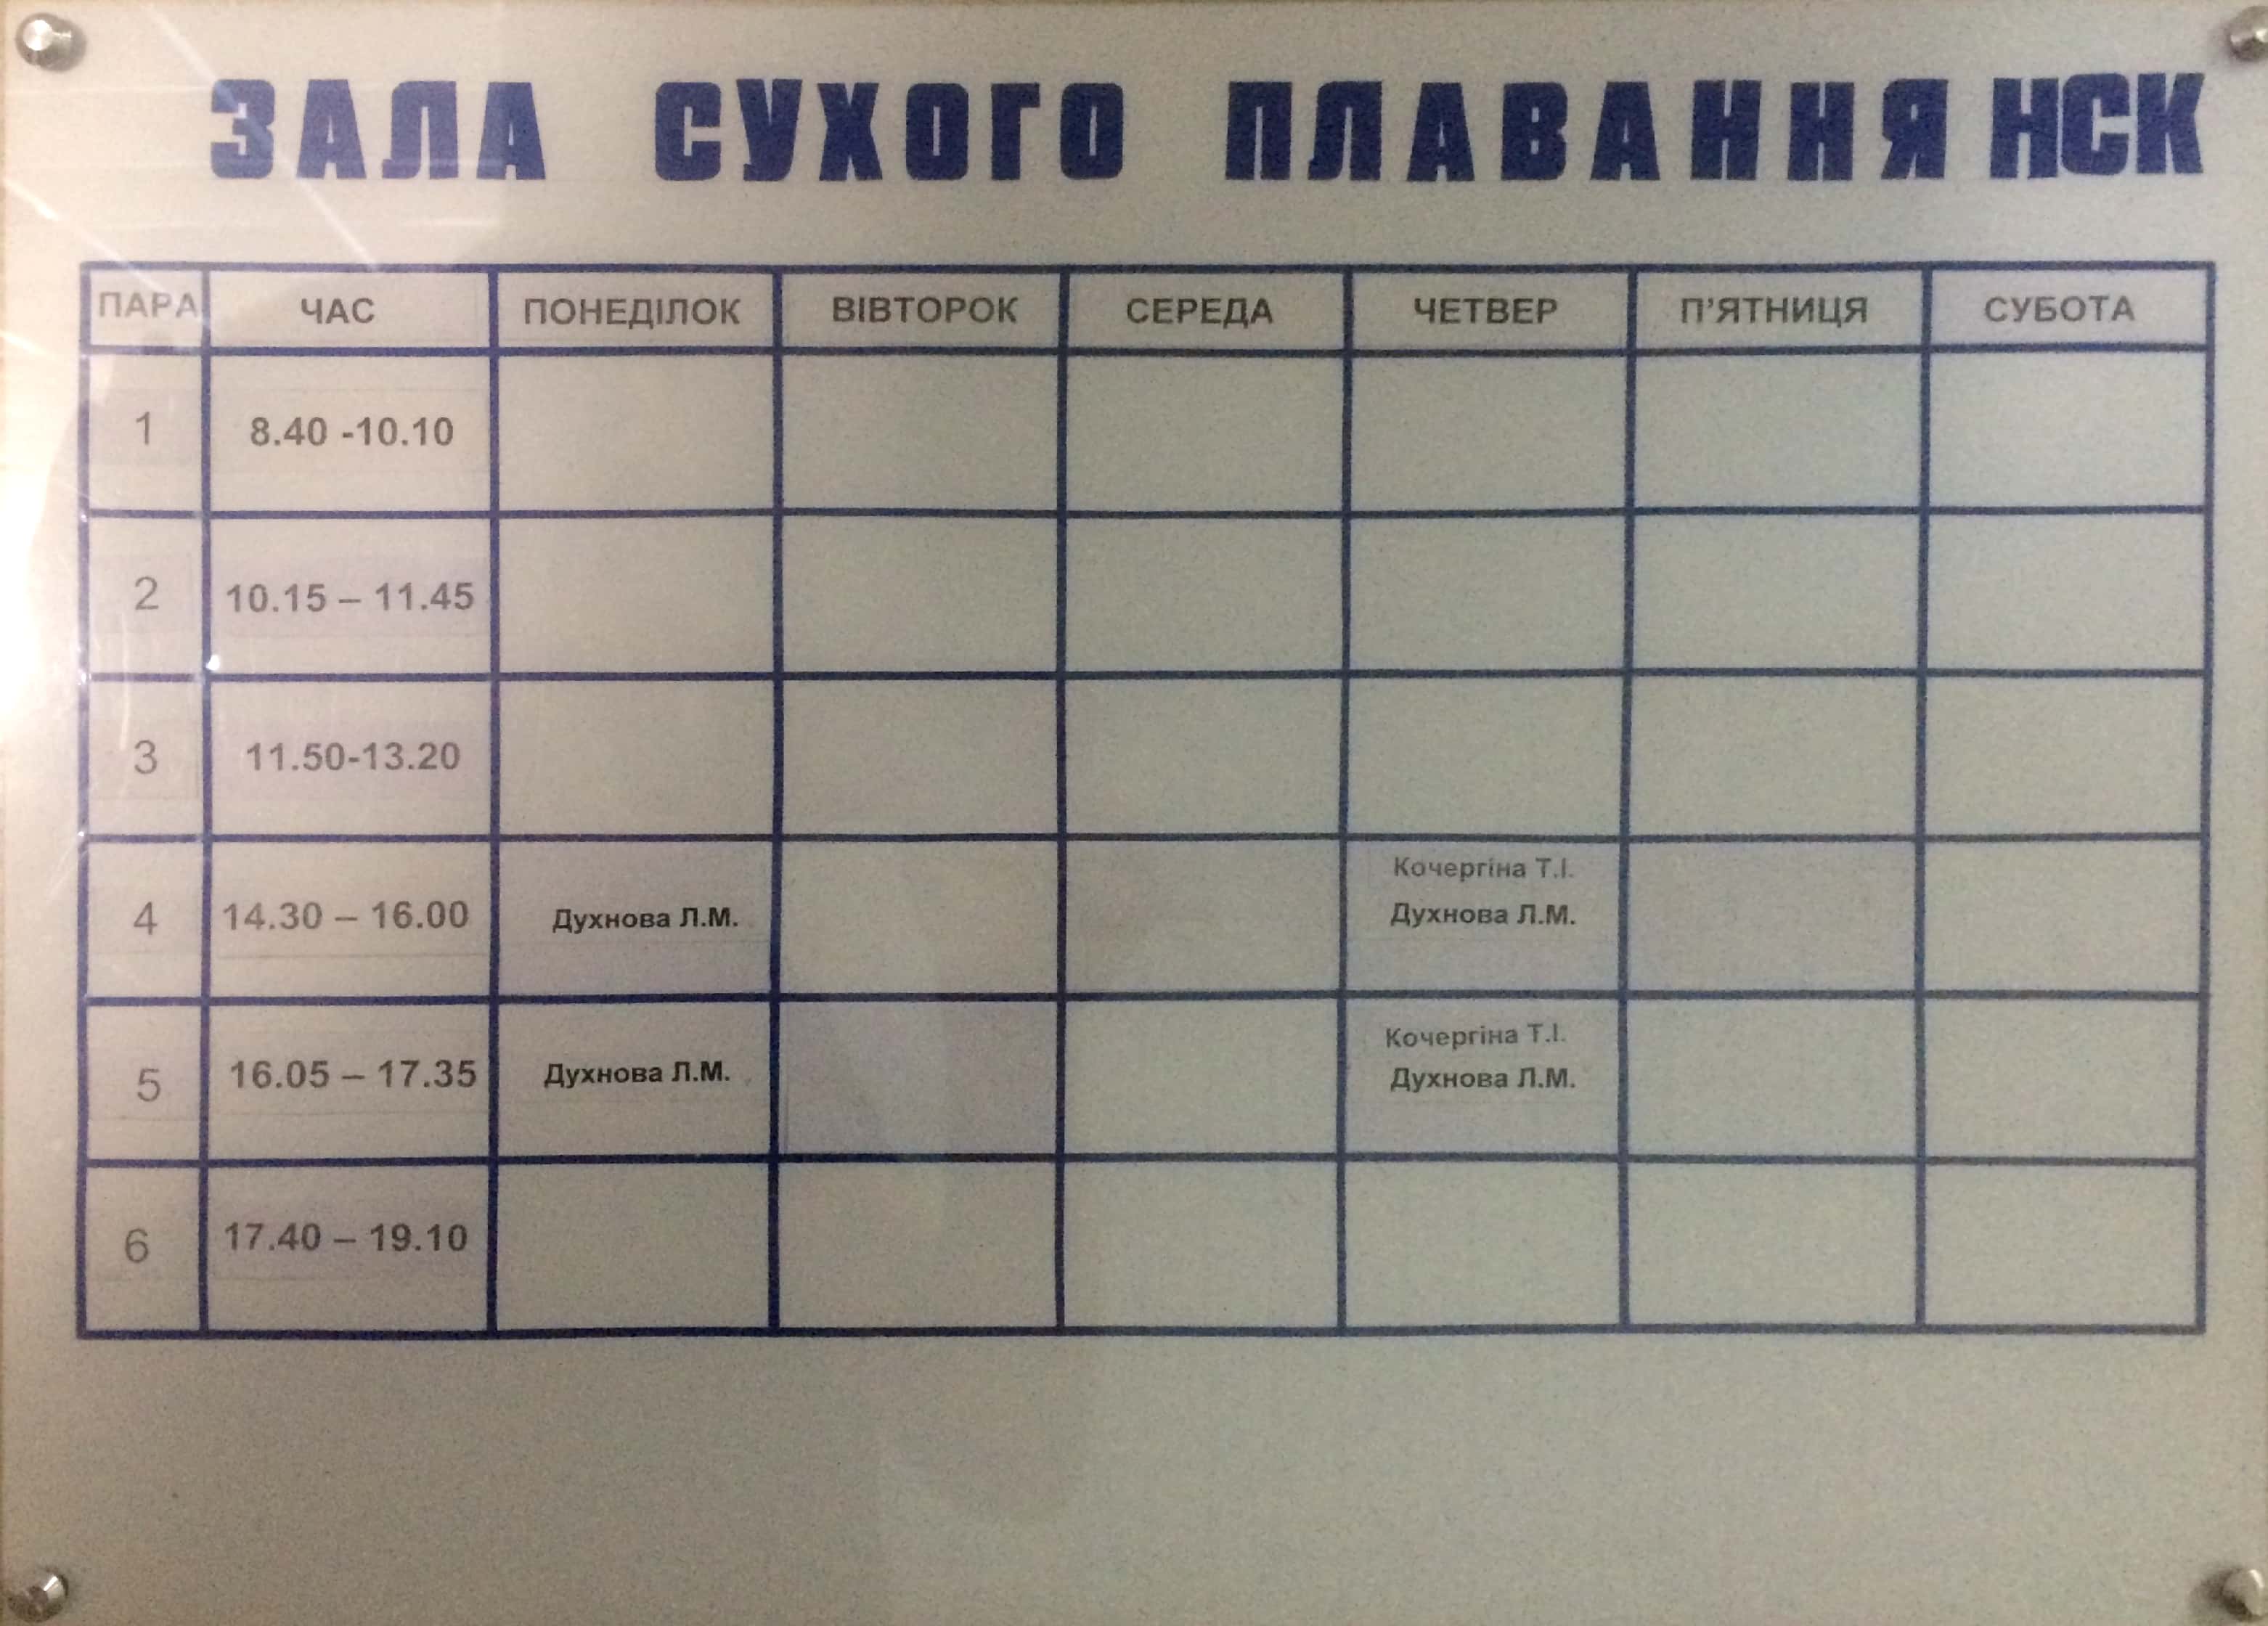 ЗАЛА СУХОГО ПЛАВАННЯ НСК
ПАРА ЧАС ПОНЕДІЛОК ВІВТОРОК СЕРЕДА ЧЕТВЕР П'ЯТНИЦЯ СУБОТА
1 8.40 -10.10
2 10.15 – 11.45
3 11.50-13.20
4 14.30 – 16.00 Духнова Л.М. Кочергіна Т.І.
Духнова Л.М.
5 16.05 – 17.35 Духнова Л.М. Кочергіна Т.І.
Духнова Л.М.
6 17.40 – 19.10